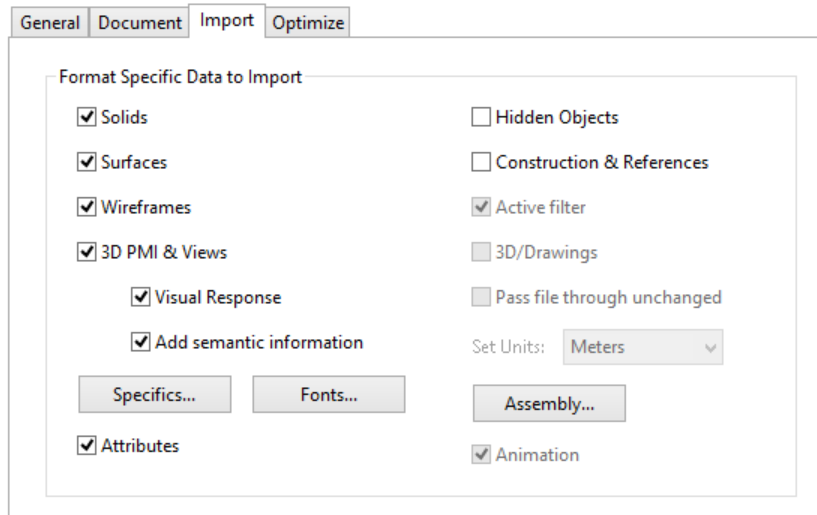 General Document Import Optimize
Format Specific Data to Import
Solids
Surfaces
Wireframes
3D PMI & Views
Visual Response
Add semantic information
Specifics... Fonts...
Attributes
Hidden Objects
Construction & References
Active filter
3D/Drawings
Pass file through unchanged
Set Units: Meters
Assembly...
Animation